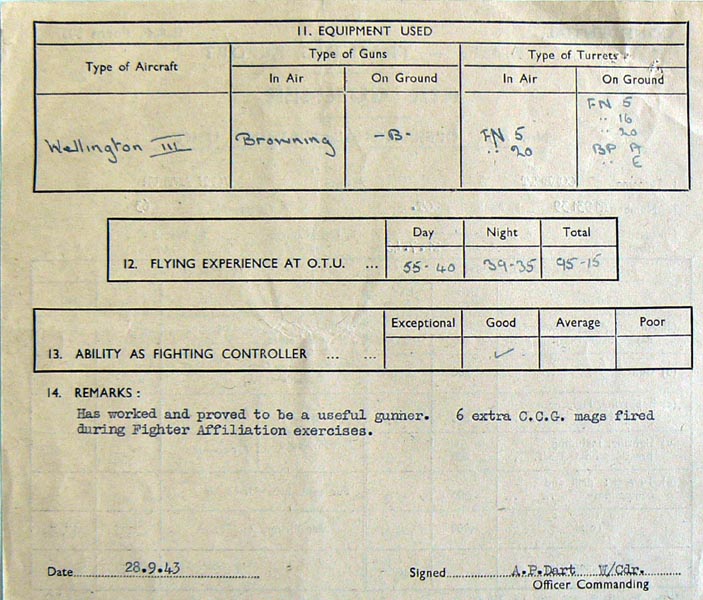 11. EQUIPMENT USED
Type of Aircraft Type of Guns Type of Turrets
In Air On Ground In Air On Ground
Wellington III Browning -B- FN 5 FN 5
" 20 " 16
" 20
BP A
" E
Day Night Total
12. FLYING EXPERIENCE AT O.T.U. ... 55-40 39-35 95-15
Exceptional Good Average Poor
13. ABILITY AS FIGHTING CONTROLLER ... ... ✓
14. REMARKS :
Has worked and proved to be a useful gunner. 6 extra C.C.G. mags fired
during Fighter Affiliation exercises.
Date 28.9.43 Signed A.P.Dart W/Cdr.
Officer Commanding